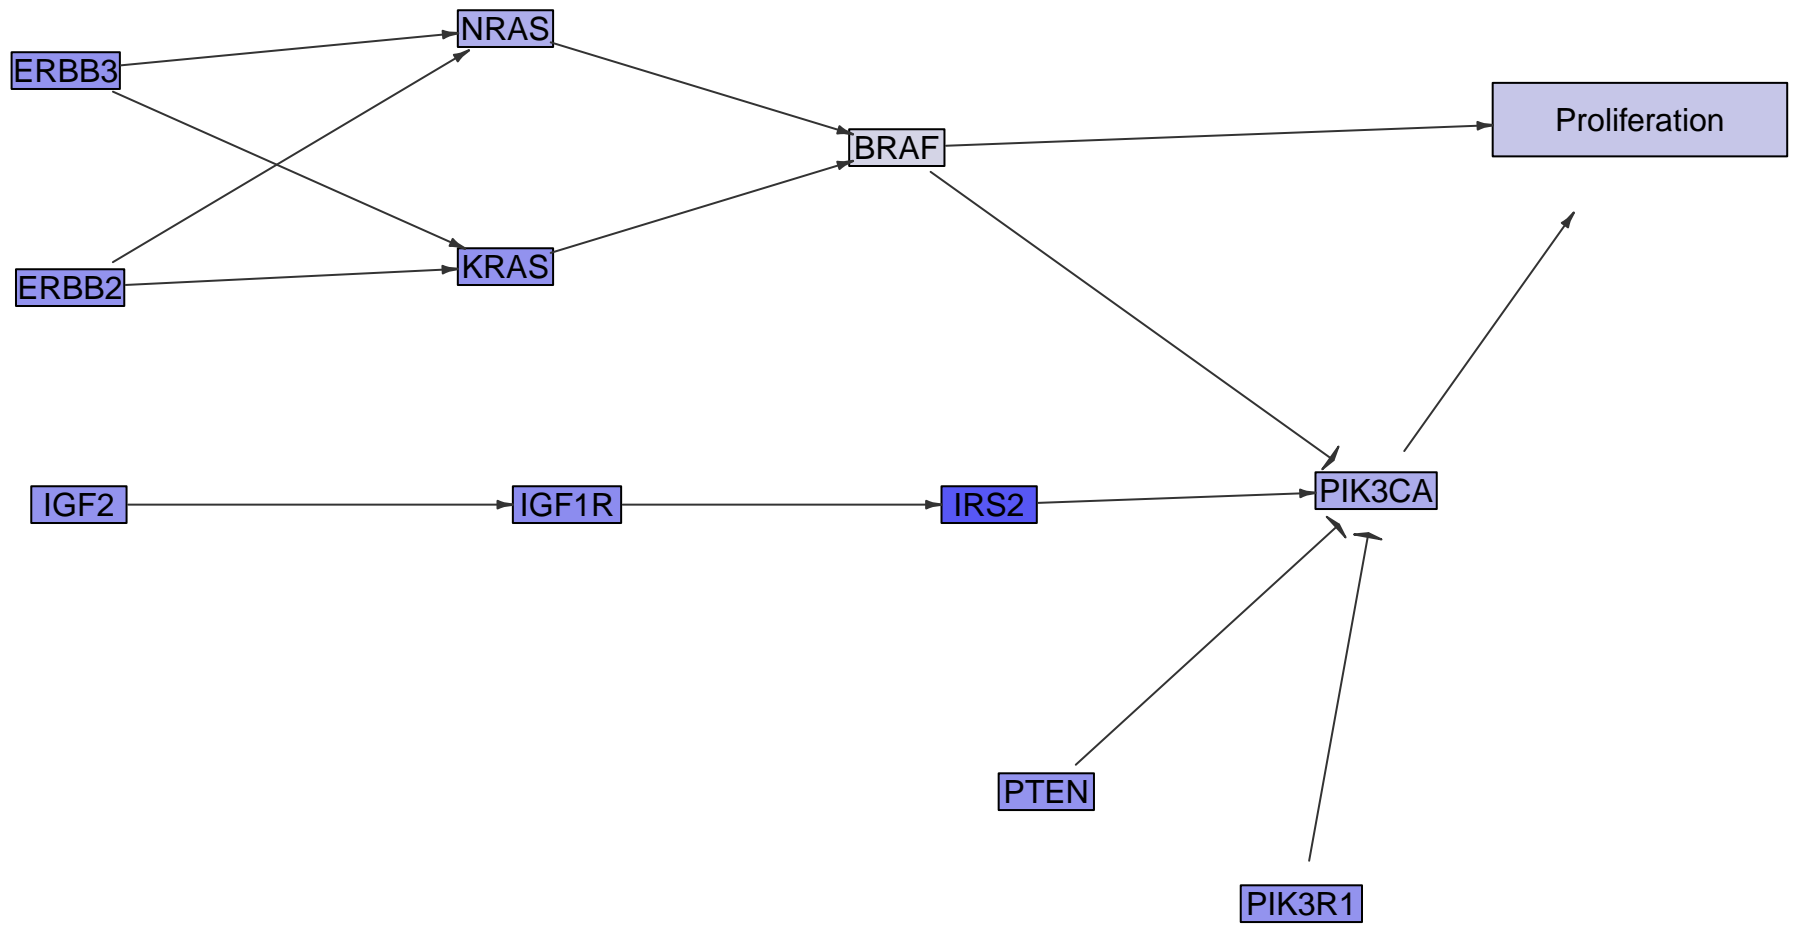 NRAS
ERBB3
Proliferation
BRAF
KRAS
ERBB2
PIK3CA
IGF2
IGF1R
IRS2
PTEN
PIK3R1